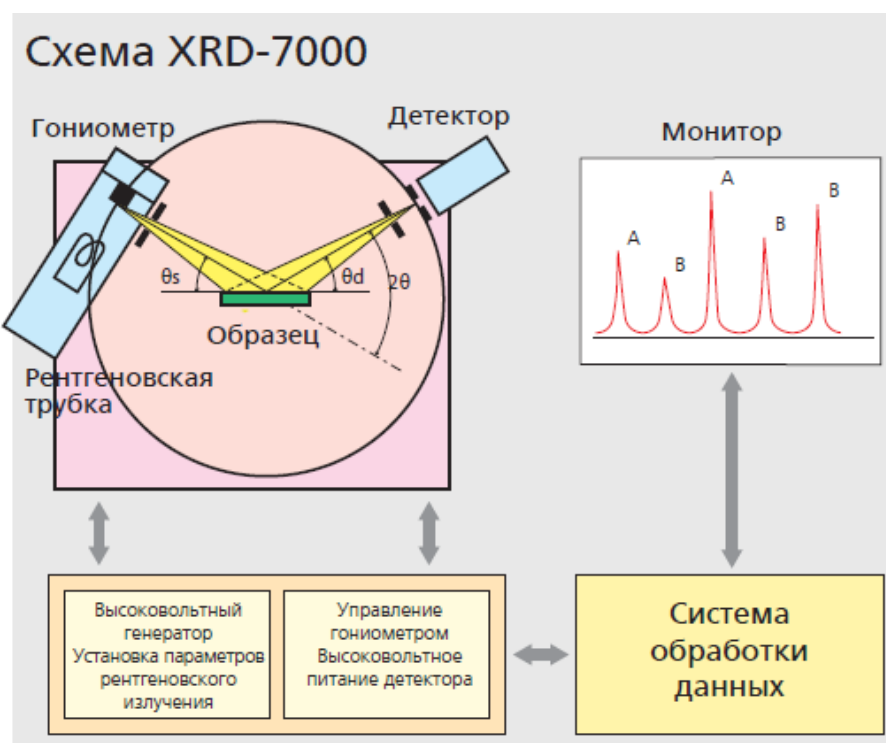 Схема XRD-7000
Гониометр
Детектор
Монитор
A
B
A
B
B
θs
θd
2θ
Образец
Рентгеновская
трубка
Высоковольтный
генератор
Установка параметров
рентгеновского
излучения
Управление
гониометром
Высоковольтное
питание детектора
Система
обработки
данных